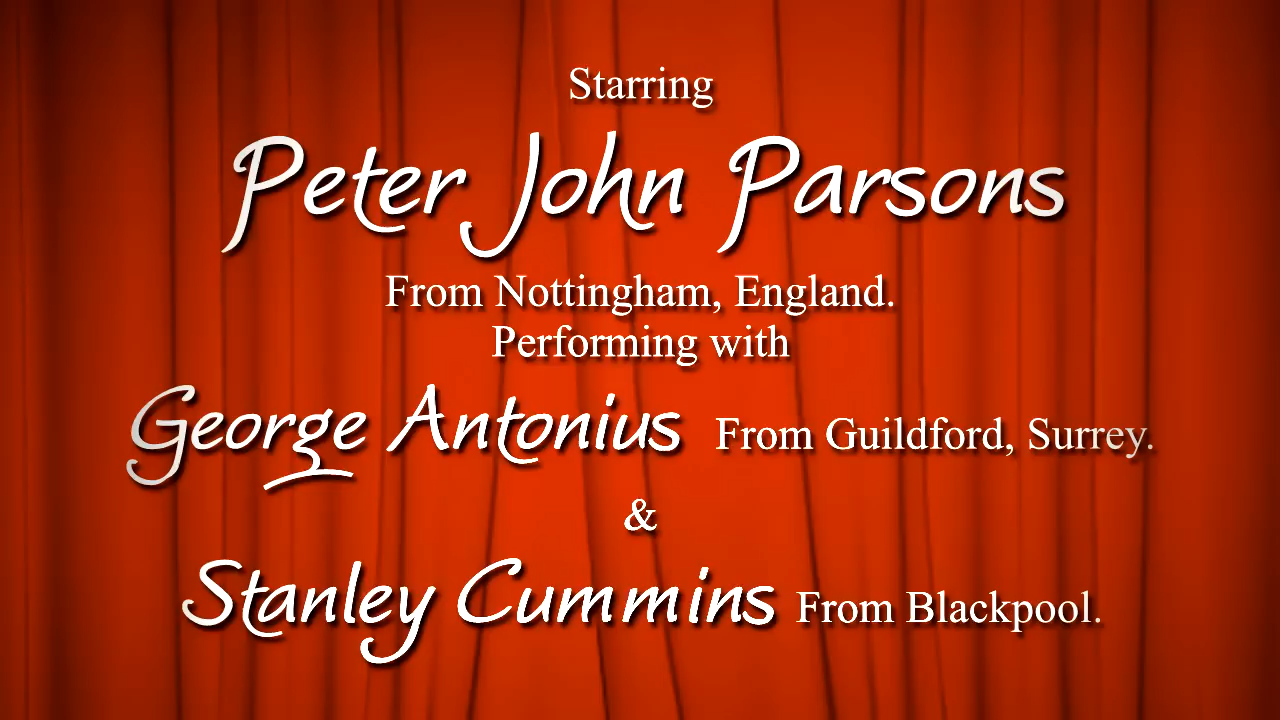 Starring
Peter John Parsons
From Nottingham, England.
Performing with
George Antonius From Guildford, Surrey.
&
Stanley Cummins From Blackpool.